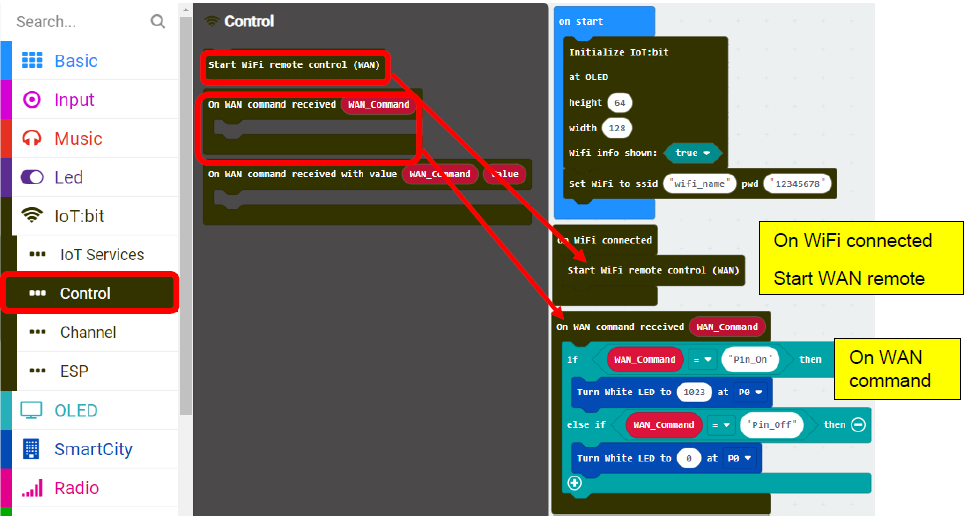 Search...
Basic
Input
Music
Led
IoT:bit
IoT Services
Control
Channel
ESP
OLED
SmartCity
Radio
Control
Start WiFi remote control (WAN)
On WAN command received WAN_Command
On WAN command received with value WAN_Command value
on start
Initialize IoT:bit
at OLED
height 64
width 128
Wifi info shown: true
Set WiFi to ssid "wifi_name" pwd "12345678"
On WiFi connected
Start WiFi remote control (WAN)
On WAN command received WAN_Command
if WAN_Command = "Pin_On" then
Turn White LED to 1023 at P0
else if WAN_Command = "Pin_Off" then
Turn White LED to 0 at P0
On WiFi connected
Start WAN remote
On WAN
command